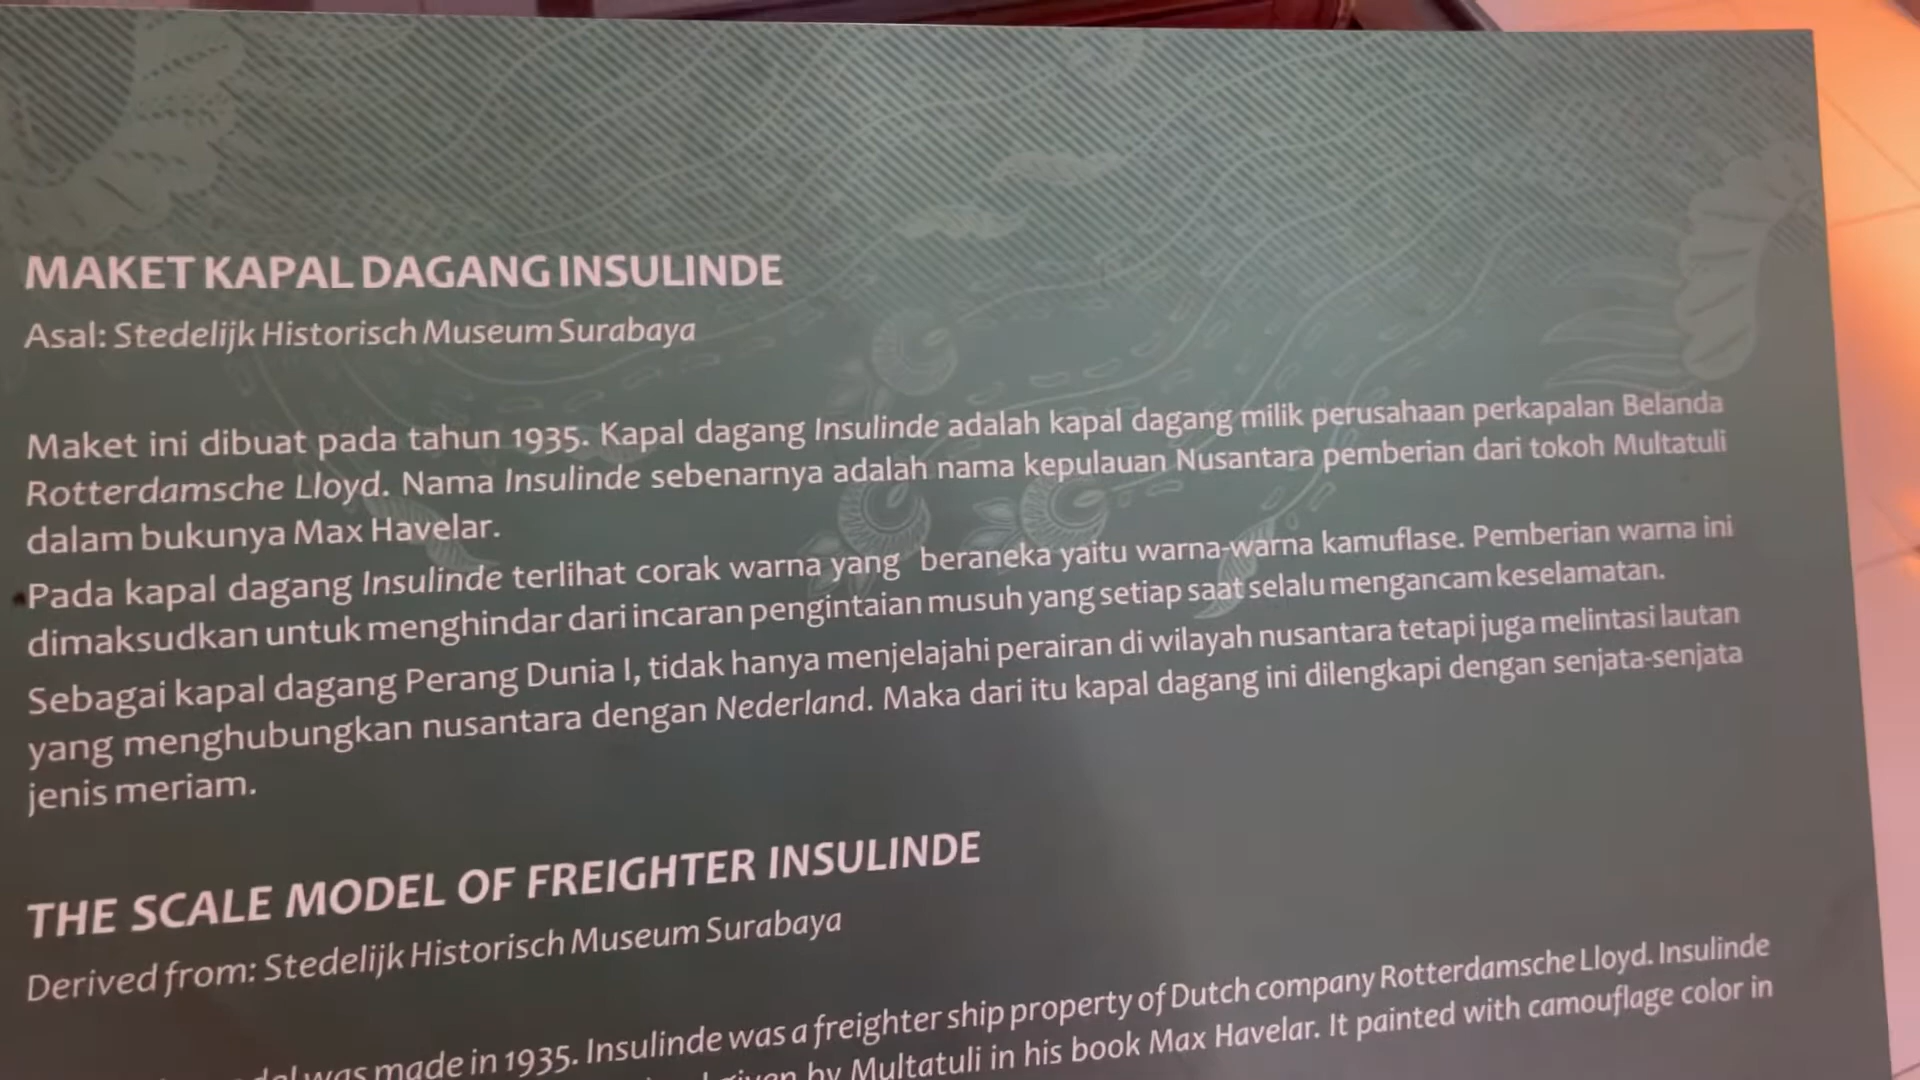 MAKET KAPAL DAGANG INSULINDE
Asal: Stedelijk Historisch Museum Surabaya
Maket ini dibuat pada tahun 1935. Kapal dagang Insulinde adalah kapal dagang milik perusahaan perkapalan Belanda
Rotterdamsche Lloyd. Nama Insulinde sebenarnya adalah nama kepulauan Nusantara pemberian dari tokoh Multatuli
dalam bukunya Max Havelar.
Pada kapal dagang Insulinde terlihat corak warna yang beraneka yaitu warna-warna kamuflase. Pemberian warna ini
dimaksudkan untuk menghindar dari incaran pengintaian musuh yang setiap saat selalu mengancam keselamatan.
Sebagai kapal dagang Perang Dunia I, tidak hanya menjelajahi perairan di wilayah nusantara tetapi juga melintasi lautan
yang menghubungkan nusantara dengan Nederland. Maka dari itu kapal dagang ini dilengkapi dengan senjata-senjata
jenis meriam.
THE SCALE MODEL OF FREIGHTER INSULINDE
Derived from: Stedelijk Historisch Museum Surabaya
was made in 1935. Insulinde was a freighter ship property of Dutch company Rotterdamsche Lloyd. Insulinde
by Multatuli in his book Max Havelar. It painted with camouflage color in